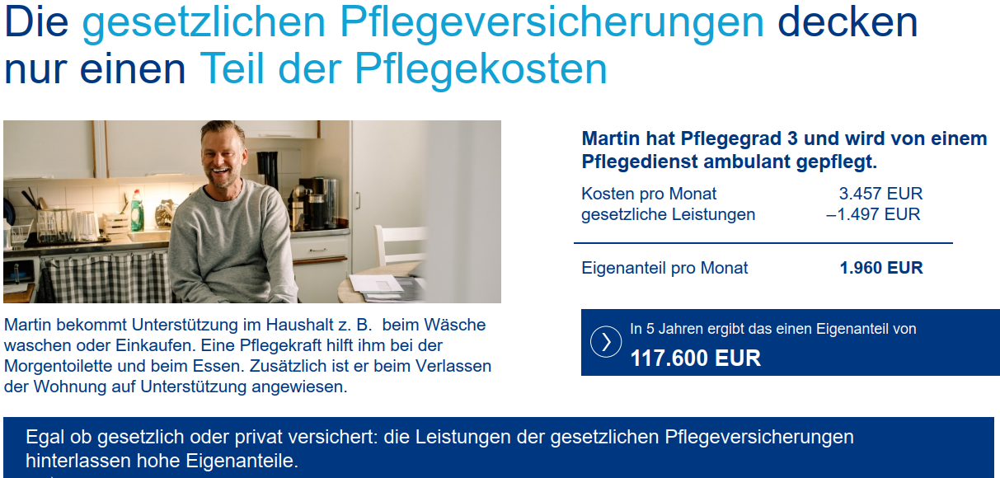 Die gesetzlichen Pflegeversicherungen decken
nur einen Teil der Pflegekosten
Martin bekommt Unterstützung im Haushalt z. B.  beim Wäsche
waschen oder Einkaufen. Eine Pflegekraft hilft ihm bei der
Morgentoilette und beim Essen. Zusätzlich ist er beim Verlassen
der Wohnung auf Unterstützung angewiesen.
Martin hat Pflegegrad 3 und wird von einem
Pflegedienst ambulant gepflegt.
Kosten pro Monat 3.457 EUR
gesetzliche Leistungen –1.497 EUR
Eigenanteil pro Monat 1.960 EUR
In 5 Jahren ergibt das einen Eigenanteil von
117.600 EUR
Egal ob gesetzlich oder privat versichert: die Leistungen der gesetzlichen Pflegeversicherungen
hinterlassen hohe Eigenanteile.